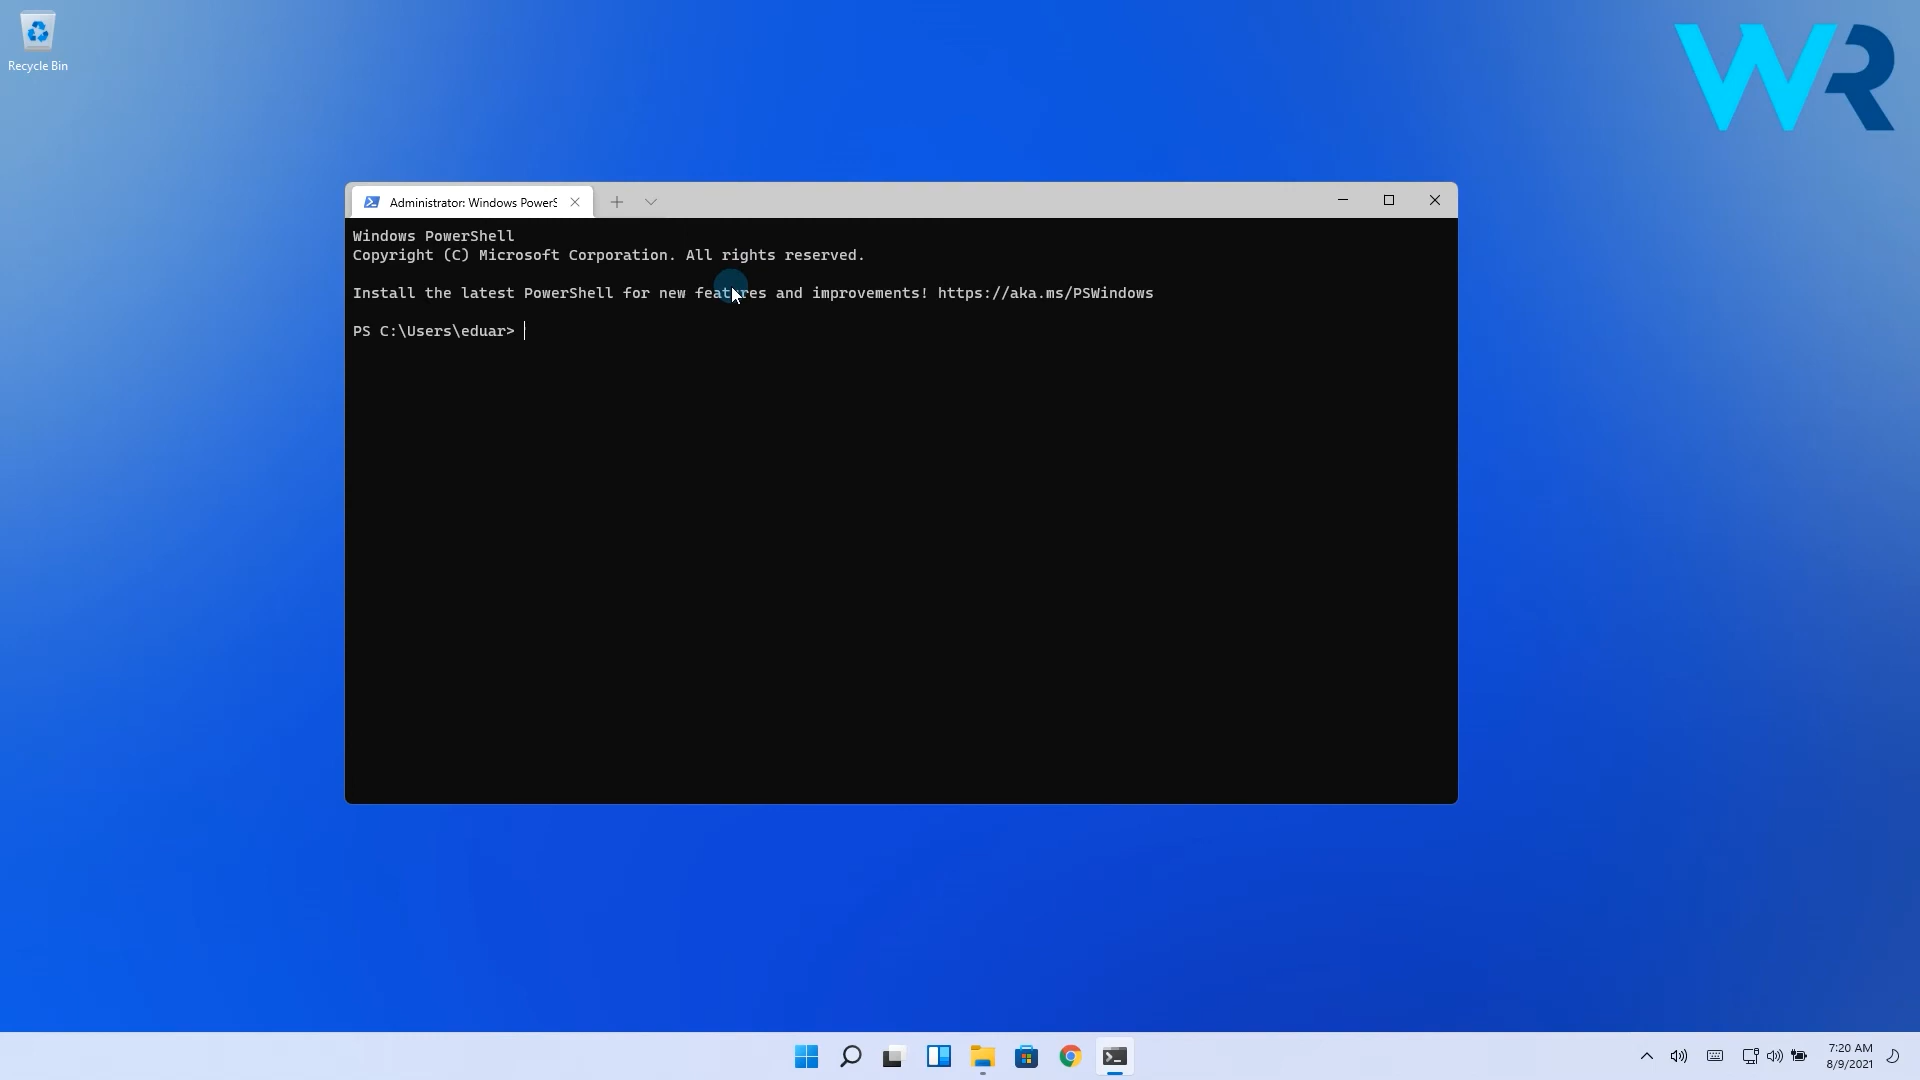 Recycle Bin
WR
Administrator: Windows PowerS
Windows PowerShell
Copyright (C) Microsoft Corporation. All rights reserved.
Install the latest PowerShell for new features and improvements! https://aka.ms/PSWindows
PS C:\Users\eduar>
7:20 AM
8/9/2021